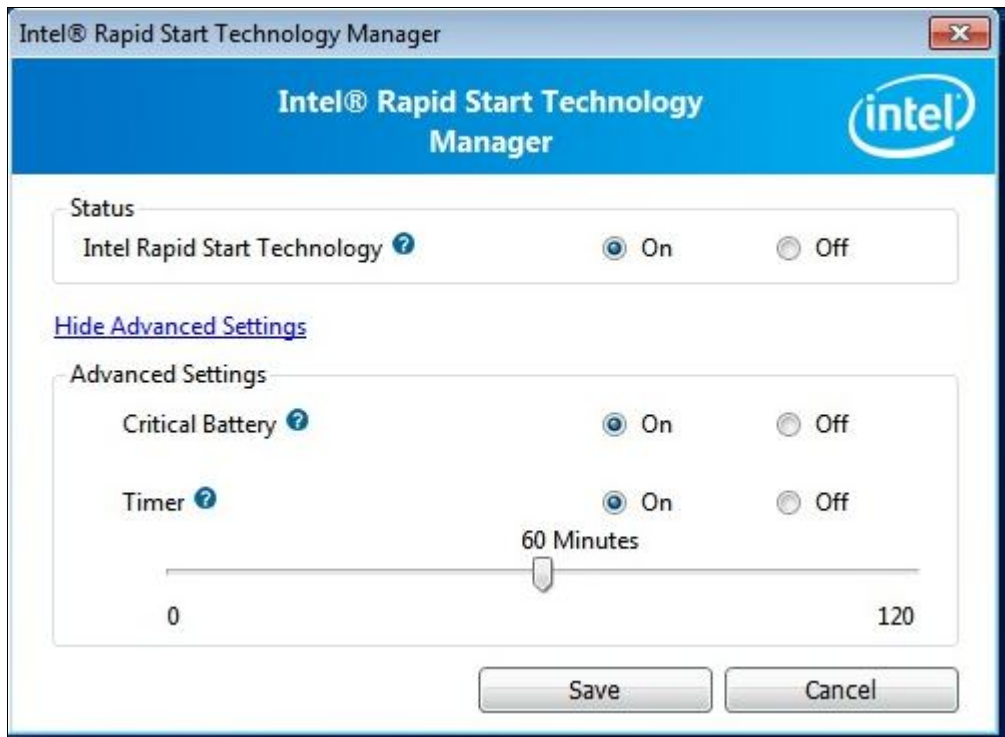 Intel® Rapid Start Technology Manager
Intel® Rapid Start Technology
Manager
intel
Status
Intel Rapid Start Technology ? On Off
Hide Advanced Settings
Advanced Settings
Critical Battery ? On Off
Timer ? On Off
60 Minutes
0 120
Save Cancel